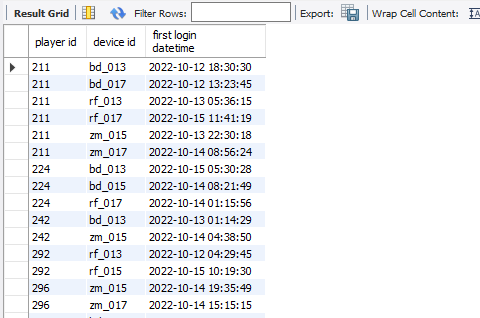 Result Grid Filter Rows: Export: Wrap Cell Content:
player id device id first login
datetime
211 bd_013 2022-10-12 18:30:30
211 bd_017 2022-10-12 13:23:45
211 rf_013 2022-10-13 05:36:15
211 rf_017 2022-10-15 11:41:19
211 zm_015 2022-10-13 22:30:18
211 zm_017 2022-10-14 08:56:24
224 bd_013 2022-10-15 05:30:28
224 bd_015 2022-10-14 08:21:49
224 rf_017 2022-10-14 01:15:56
242 bd_013 2022-10-13 01:14:29
242 zm_015 2022-10-14 04:38:50
292 rf_013 2022-10-12 04:29:45
292 rf_015 2022-10-15 10:19:30
296 zm_015 2022-10-14 19:35:49
296 zm_017 2022-10-14 15:15:15